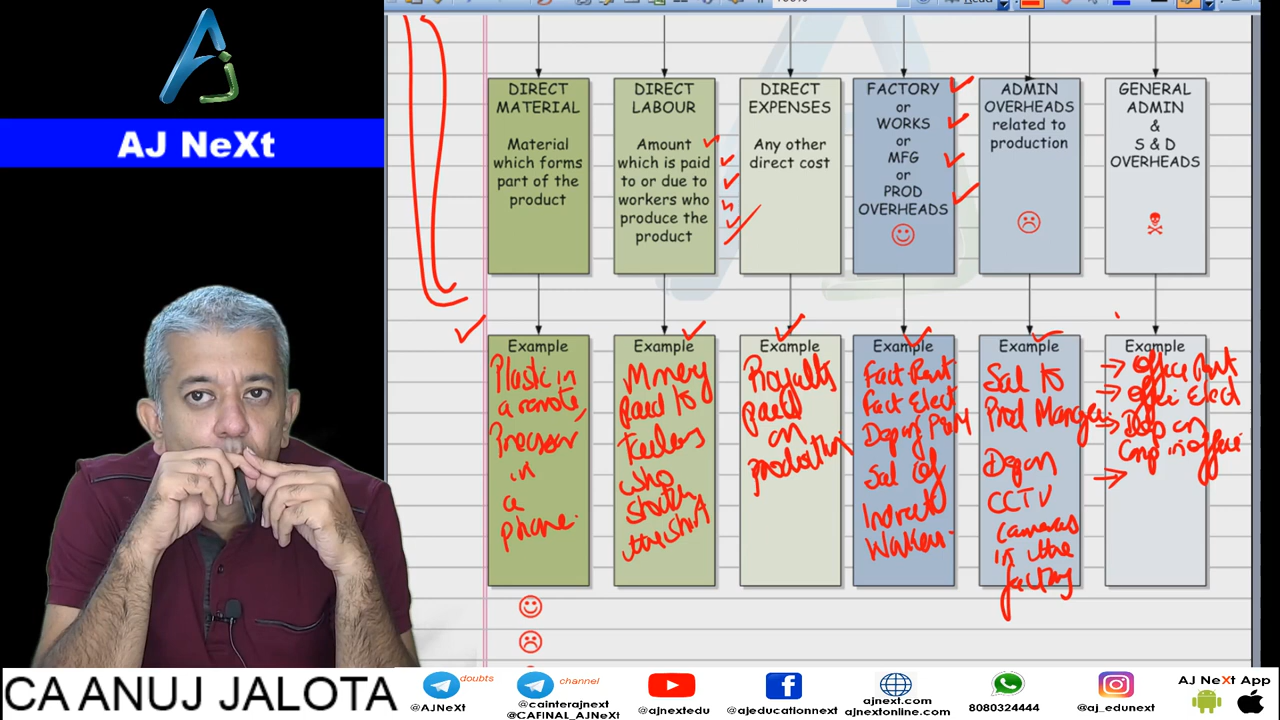 AJ NeXt
DIRECT
MATERIAL
Material
which forms
part of the
product
DIRECT
LABOUR
Amount
which is paid
to or due to
workers who
produce the
product
DIRECT
EXPENSES
Any other
direct cost
FACTORY
or
WORKS
or
MFG
or
PROD
OVERHEADS
ADMIN
OVERHEADS
related to
production
GENERAL
ADMIN
&
S & D
OVERHEADS
Example
Plastic in
a remote,
Processor
in
a
phone.
Example
Money
paid to
tailors
who
stitch
the shirt
Example
Royalty
paid
on
production
Example
Fact Rent
Fact Elect
Dep on P&M
Sal of
Indirect
Workers.
Example
Sal to
Prod Manger
Dep on
CCTV
Cameras
in the
factory
Example
→ Office Rent
→ Office Elect
→ Dep on
Comp in office
→
CA ANUJ JALOTA
doubts
@AJNeXt
channel
@cainterajnext
@CAFINAL_AJNeXt
@ajnextedu
@ajeducationnext
ajnext.com
ajnextonline.com
8080324444
@aj_edunext
AJ NeXt App